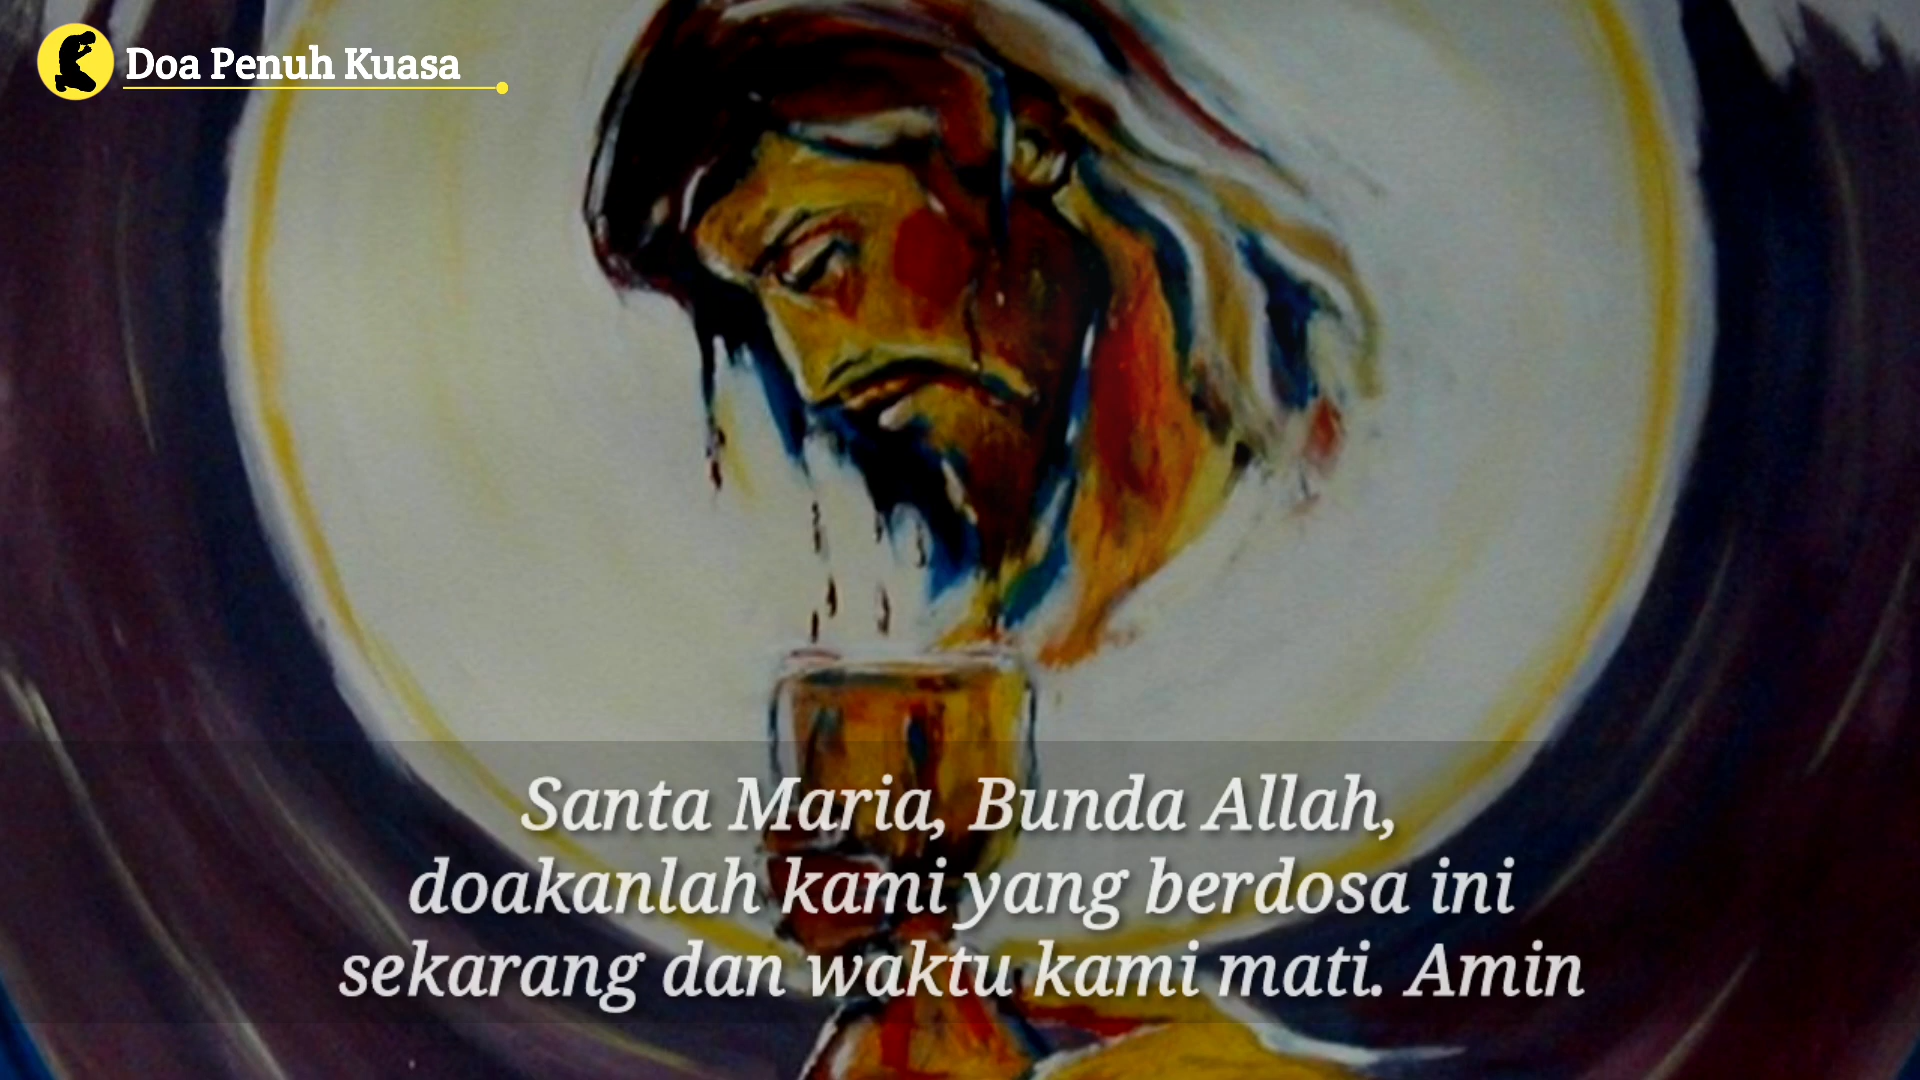 Doa Penuh Kuasa
Santa Maria, Bunda Allah,
doakanlah kami yang berdosa ini
sekarang dan waktu kami mati. Amin